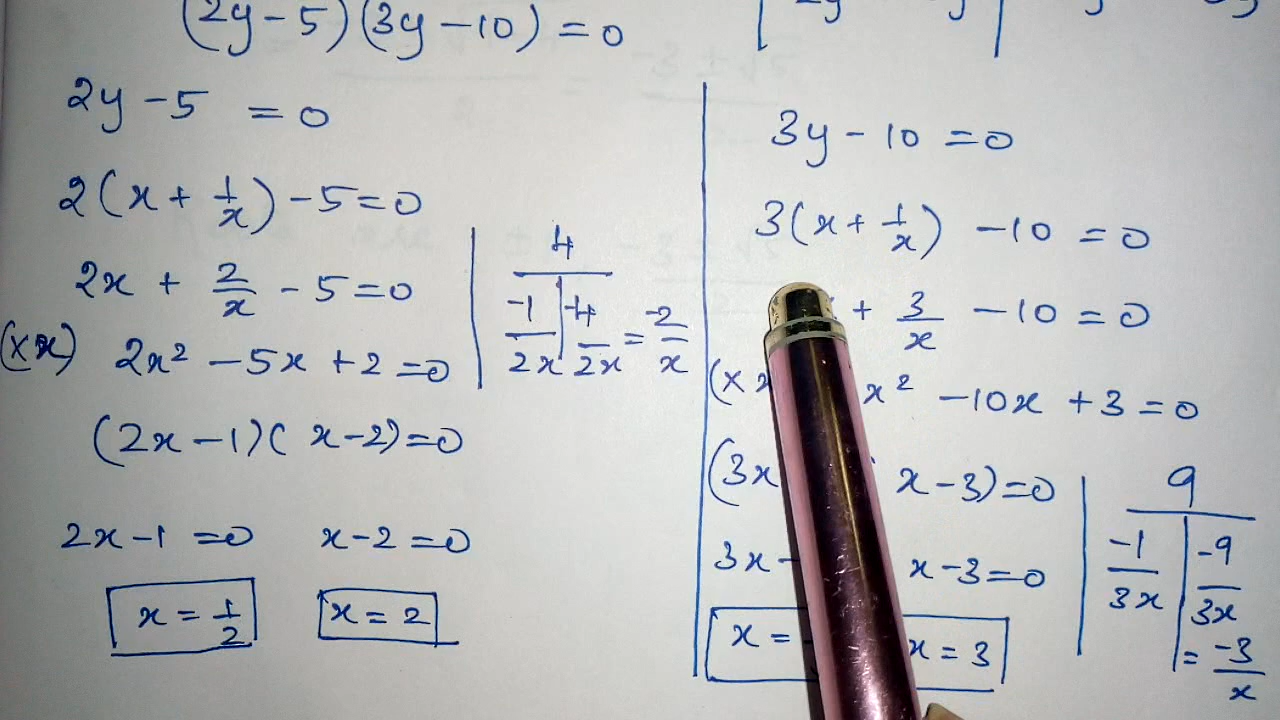 (2y - 5)(3y - 10) = 0
2y - 5 = 0
2(x + 1/x) - 5 = 0
2x + 2/x - 5 = 0
(× x) 2x² - 5x + 2 = 0
(2x - 1)( x - 2) = 0
2x - 1 = 0 x - 2 = 0
x = 1/2 x = 2
4
-1/2x | -4/2x = -2/x
3y - 10 = 0
3(x + 1/x) - 10 = 0
+ 3/x - 10 = 0
(× x² - 10x + 3 = 0
(3x x - 3) = 0
3x - x - 3 = 0
x = x = 3
9
-1/3x | -9/3x
= -3/x